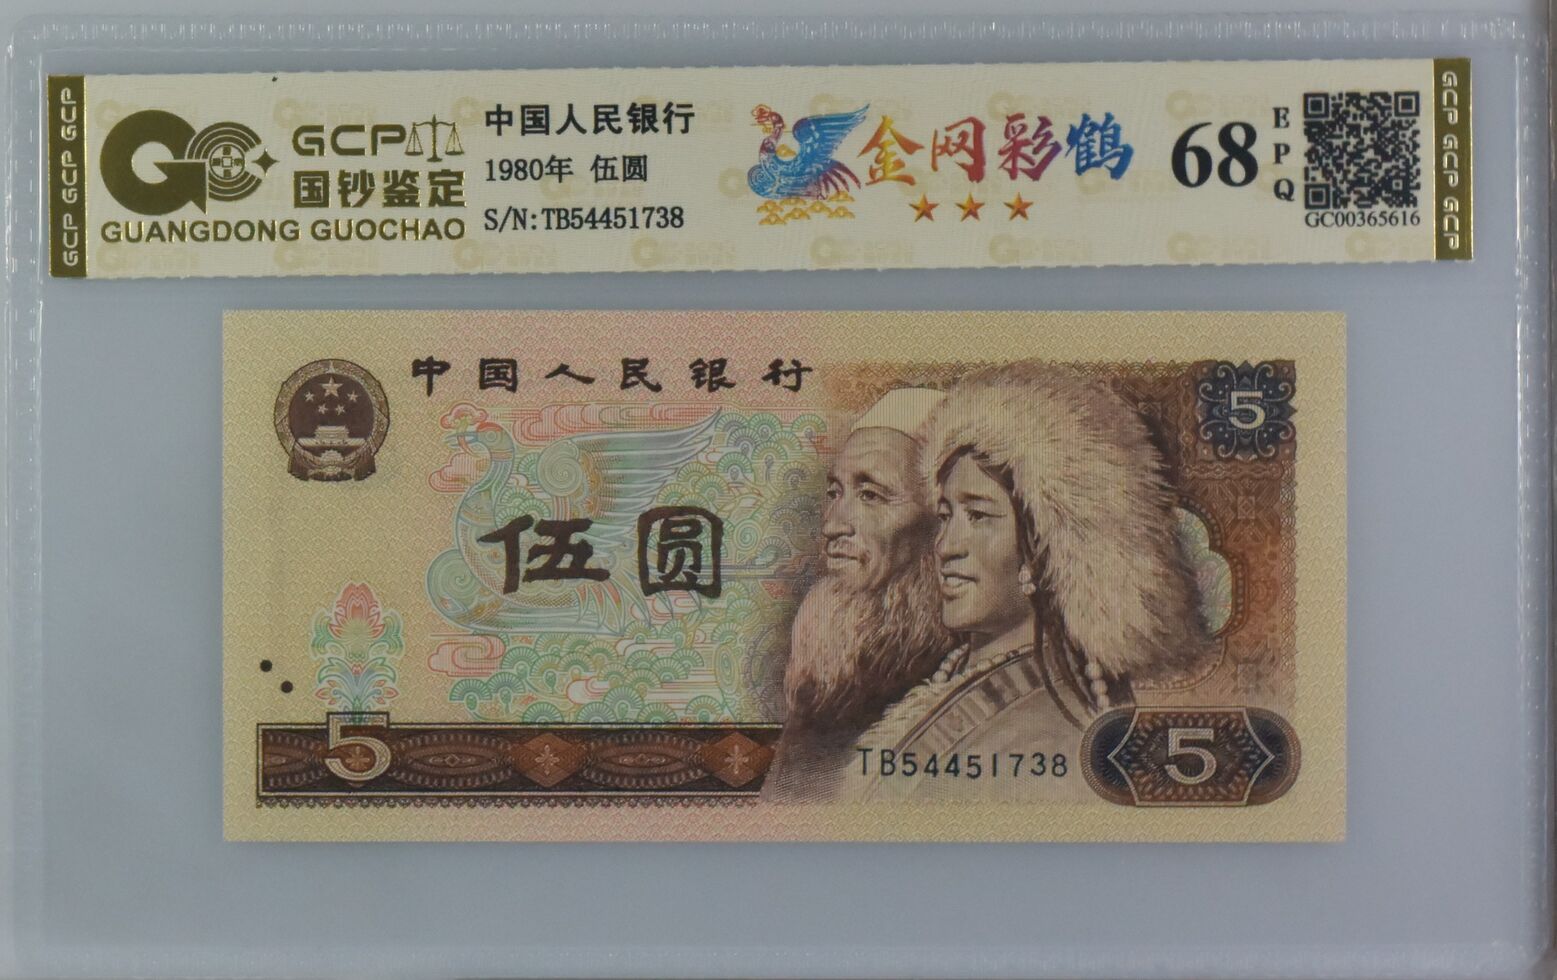 GCP GCP GCP
GCP
国钞鉴定
GUANGDONG GUOCHAO
中国人民银行
1980年 伍圆
S/N:TB54451738
金网彩鹤
68
EPQ
GC00365616
GCP GCP GCP
中国人民银行
5
伍圆
5
TB54451738
5